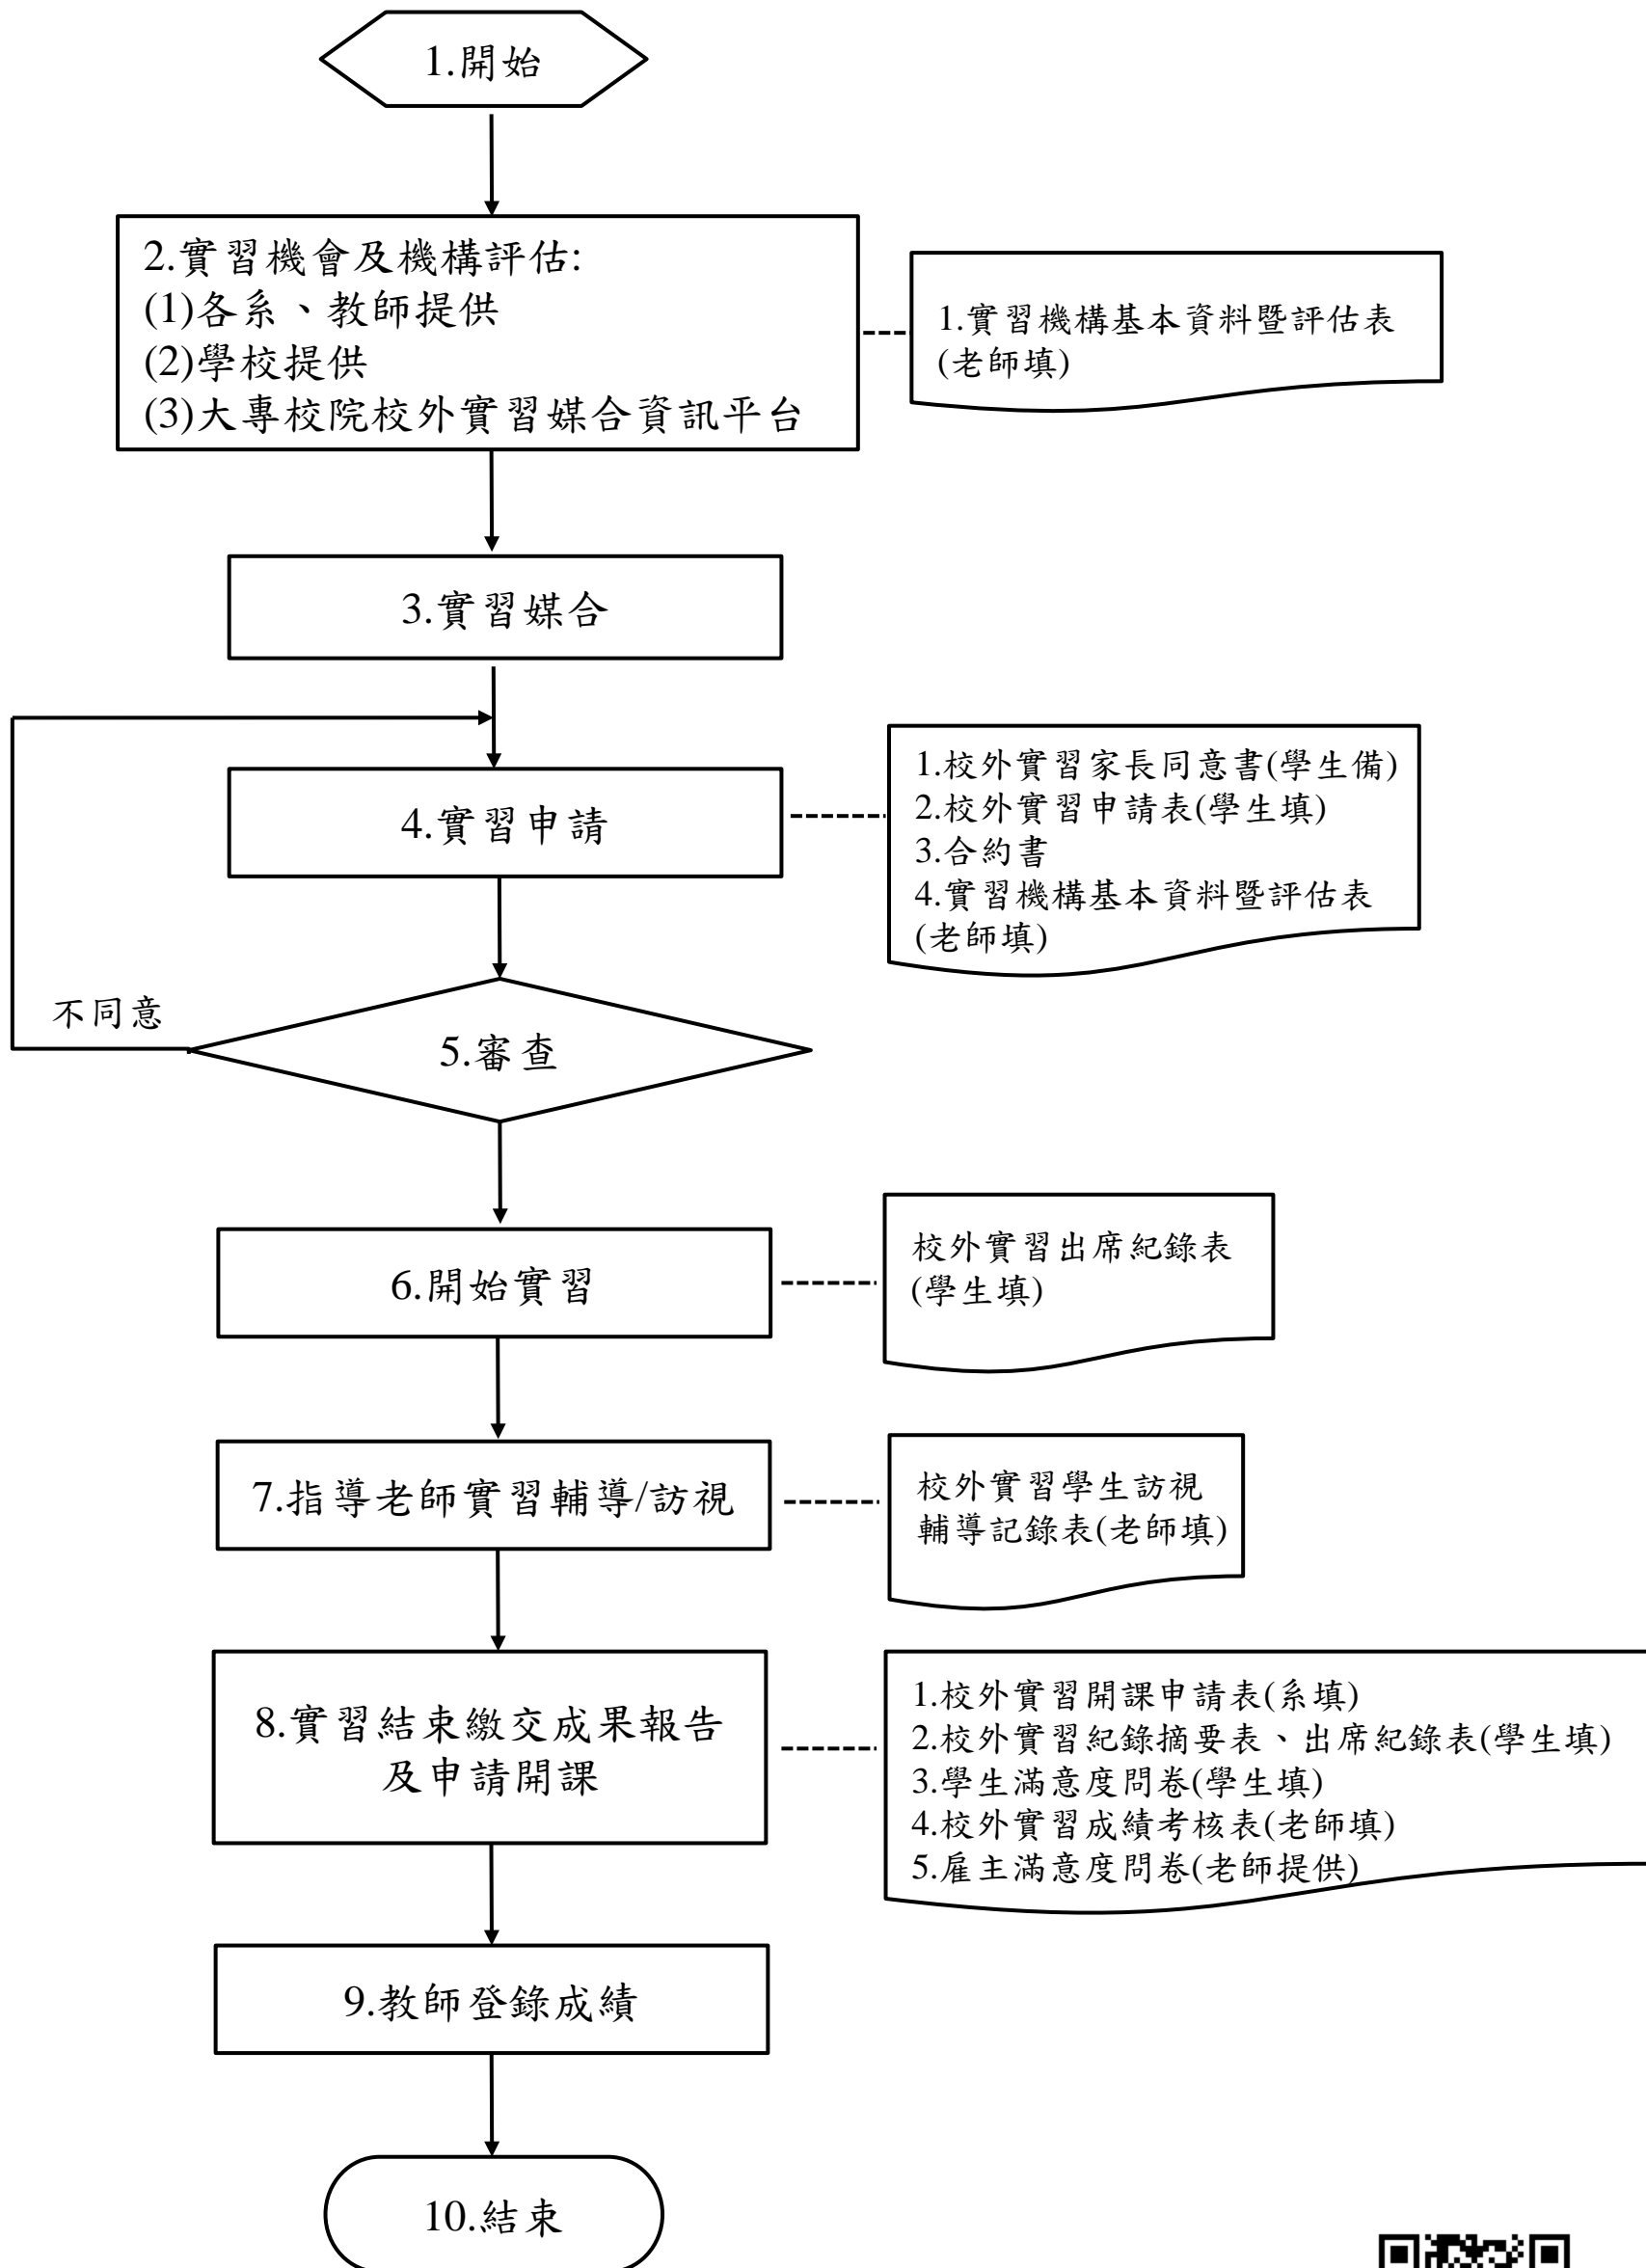 1.開始
2.實習機會及機構評估:
(1)各系、教師提供
(2)學校提供
(3)大專校院校外實習媒合資訊平台
1.實習機構基本資料暨評估表
(老師填)
3.實習媒合
4.實習申請
1.校外實習家長同意書(學生備)
2.校外實習申請表(學生填)
3.合約書
4.實習機構基本資料暨評估表
(老師填)
不同意
5.審查
6.開始實習
校外實習出席紀錄表
(學生填)
7.指導老師實習輔導/訪視
校外實習學生訪視
輔導記錄表(老師填)
8.實習結束繳交成果報告
及申請開課
1.校外實習開課申請表(系填)
2.校外實習紀錄摘要表、出席紀錄表(學生填)
3.學生滿意度問卷(學生填)
4.校外實習成績考核表(老師填)
5.雇主滿意度問卷(老師提供)
9.教師登錄成績
10.結束